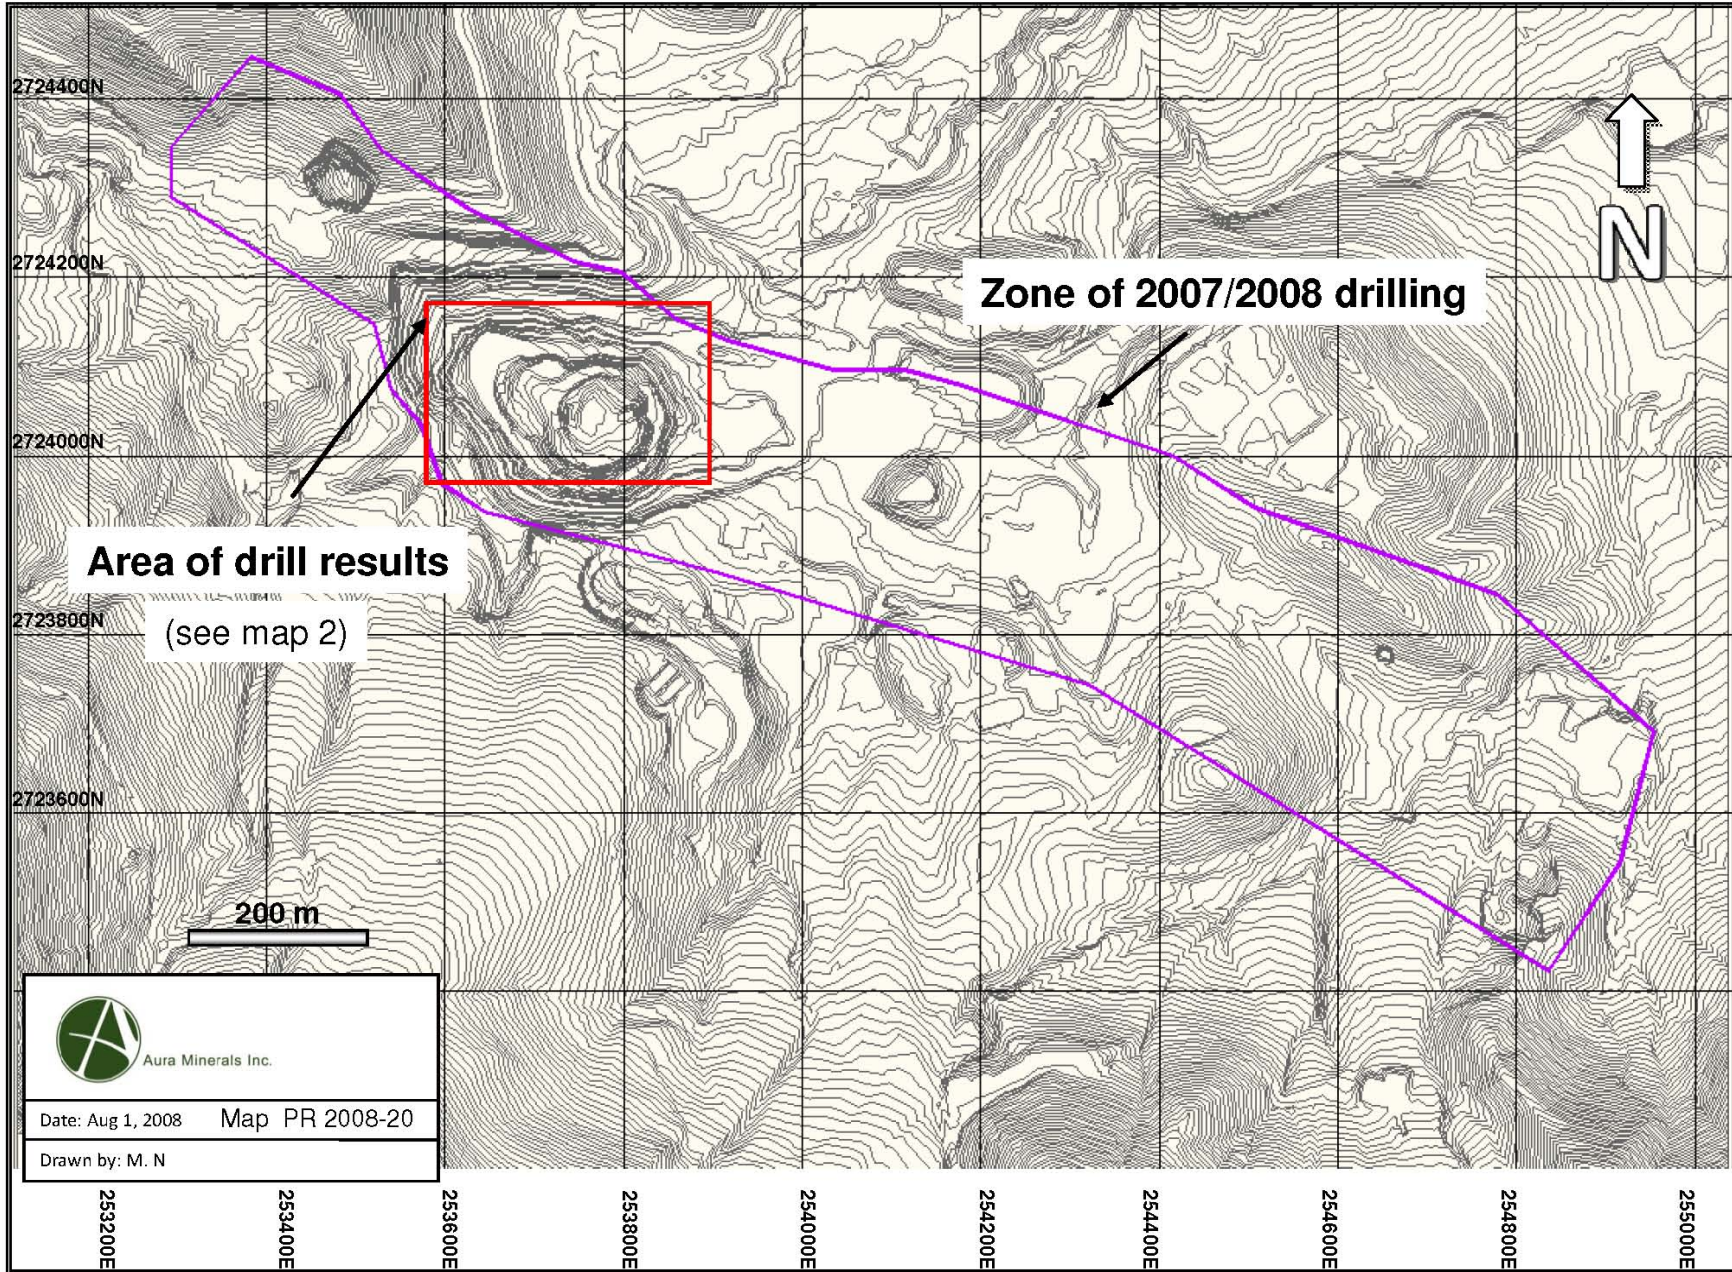 2724400N
2724200N
Zone of 2007/2008 drilling
N
2724000N
Area of drill results
(see map 2)
2723800N
2723600N
200 m
Aura Minerals Inc.
Date: Aug 1, 2008 Map PR 2008-20
Drawn by: M. N
253200E
253400E
253600E
253800E
254000E
254200E
254400E
254600E
254800E
255000E